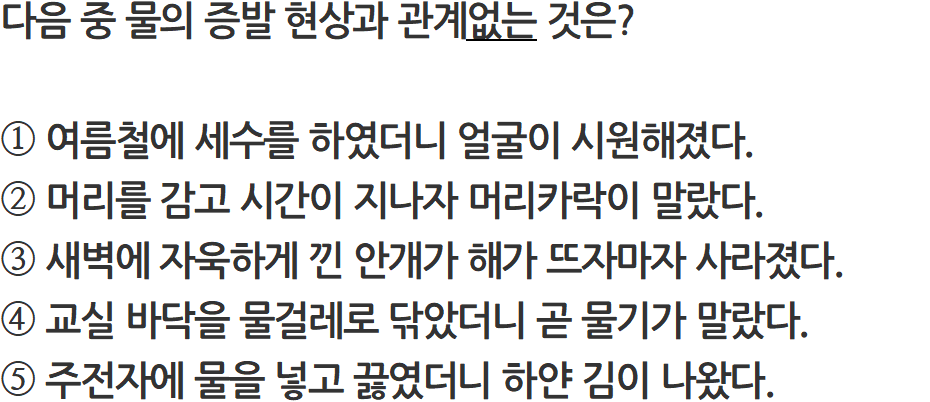 다음 중 물의 증발 현상과 관계없는 것은?
① 여름철에 세수를 하였더니 얼굴이 시원해졌다.
② 머리를 감고 시간이 지나자 머리카락이 말랐다.
③ 새벽에 자욱하게 낀 안개가 해가 뜨자마자 사라졌다.
④ 교실 바닥을 물걸레로 닦았더니 곧 물기가 말랐다.
⑤ 주전자에 물을 넣고 끓였더니 하얀 김이 나왔다.